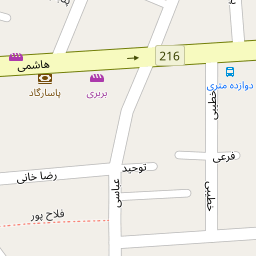 هاشمی
216
پاسارگاد
بربری
دوازده متری
خطیبی
توحید
فرعی
رضا خانی
عباسی
خطیبی
فلاح پور